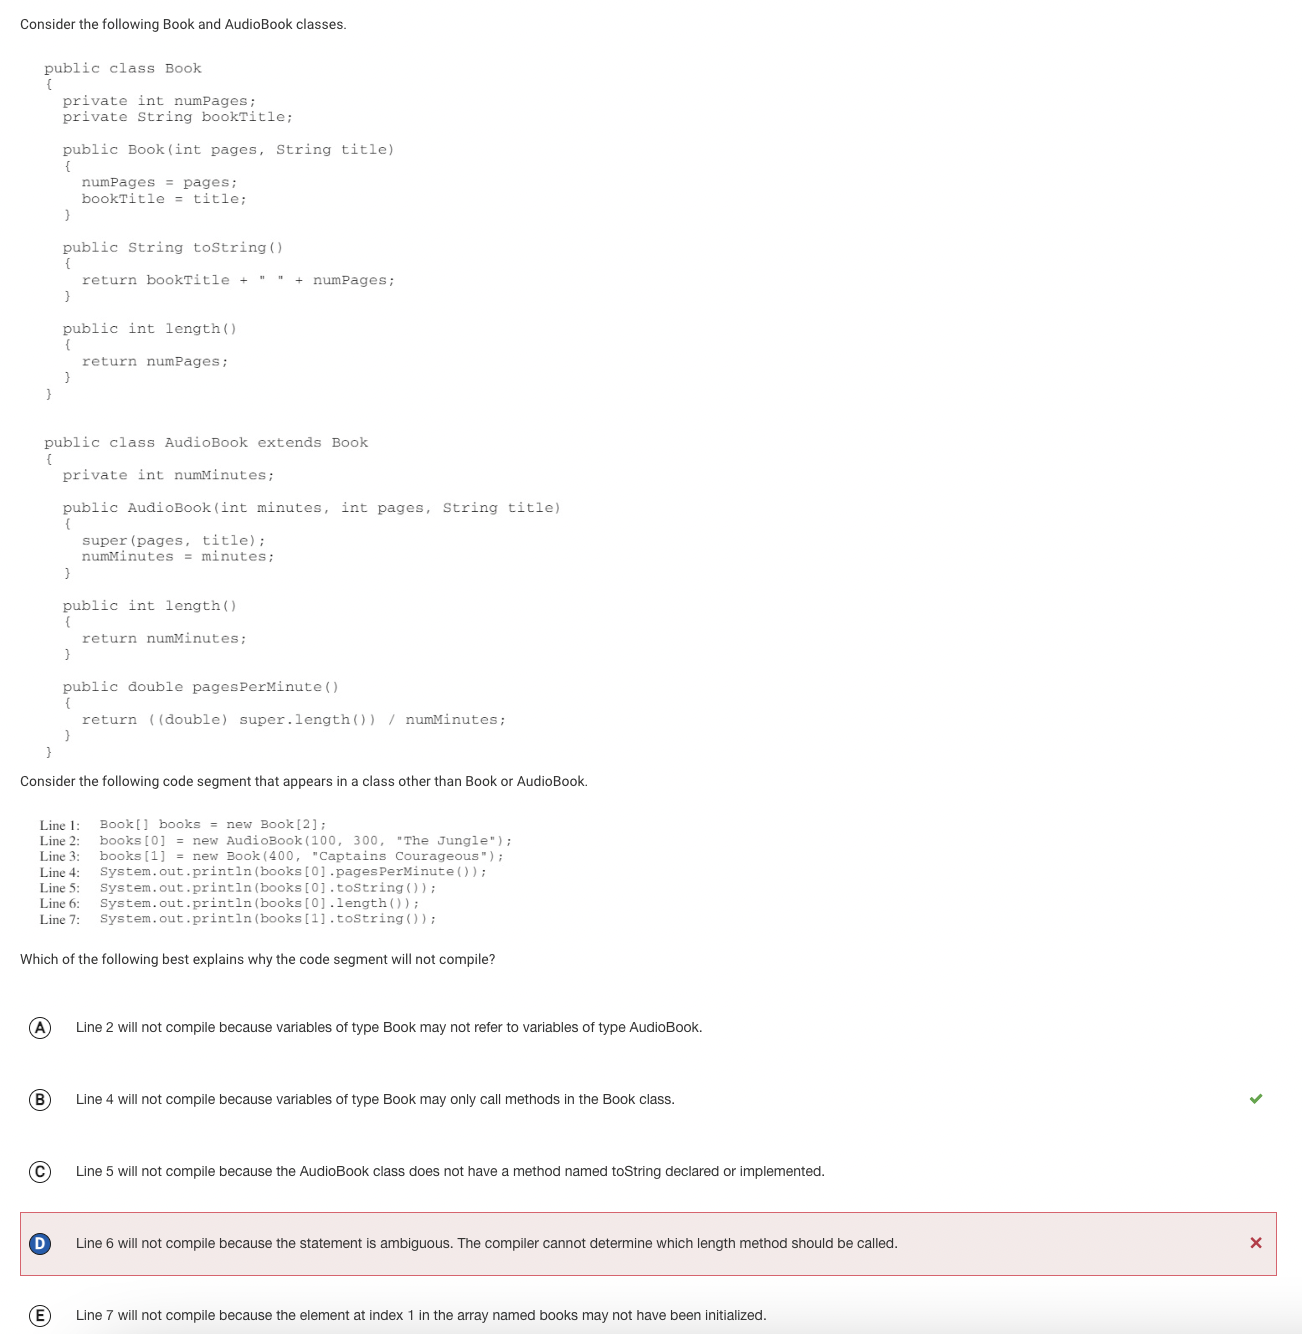 Consider the following Book and AudioBook classes.
public class Book
{
private int numPages;
private String bookTitle;
public Book(int pages, String title)
{
numPages = pages;
bookTitle = title;
}
public String toString()
{
return bookTitle + " " + numPages;
}
public int length()
{
return numPages;
}
}
public class AudioBook extends Book
{
private int numMinutes;
public AudioBook(int minutes, int pages, String title)
{
super(pages, title);
numMinutes = minutes;
}
public int length()
{
return numMinutes;
}
public double pagesPerMinute()
{
return ((double) super.length()) / numMinutes;
}
}
Consider the following code segment that appears in a class other than Book or AudioBook.
Line 1: Book[] books = new Book[2];
Line 2: books[0] = new AudioBook(100, 300, "The Jungle");
Line 3: books[1] = new Book(400, "Captains Courageous");
Line 4: System.out.println(books[0].pagesPerMinute());
Line 5: System.out.println(books[0].toString());
Line 6: System.out.println(books[0].length());
Line 7: System.out.println(books[1].toString());
Which of the following best explains why the code segment will not compile?
A Line 2 will not compile because variables of type Book may not refer to variables of type AudioBook.
B Line 4 will not compile because variables of type Book may only call methods in the Book class.
C Line 5 will not compile because the AudioBook class does not have a method named toString declared or implemented.
D Line 6 will not compile because the statement is ambiguous. The compiler cannot determine which length method should be called.
E Line 7 will not compile because the element at index 1 in the array named books may not have been initialized.